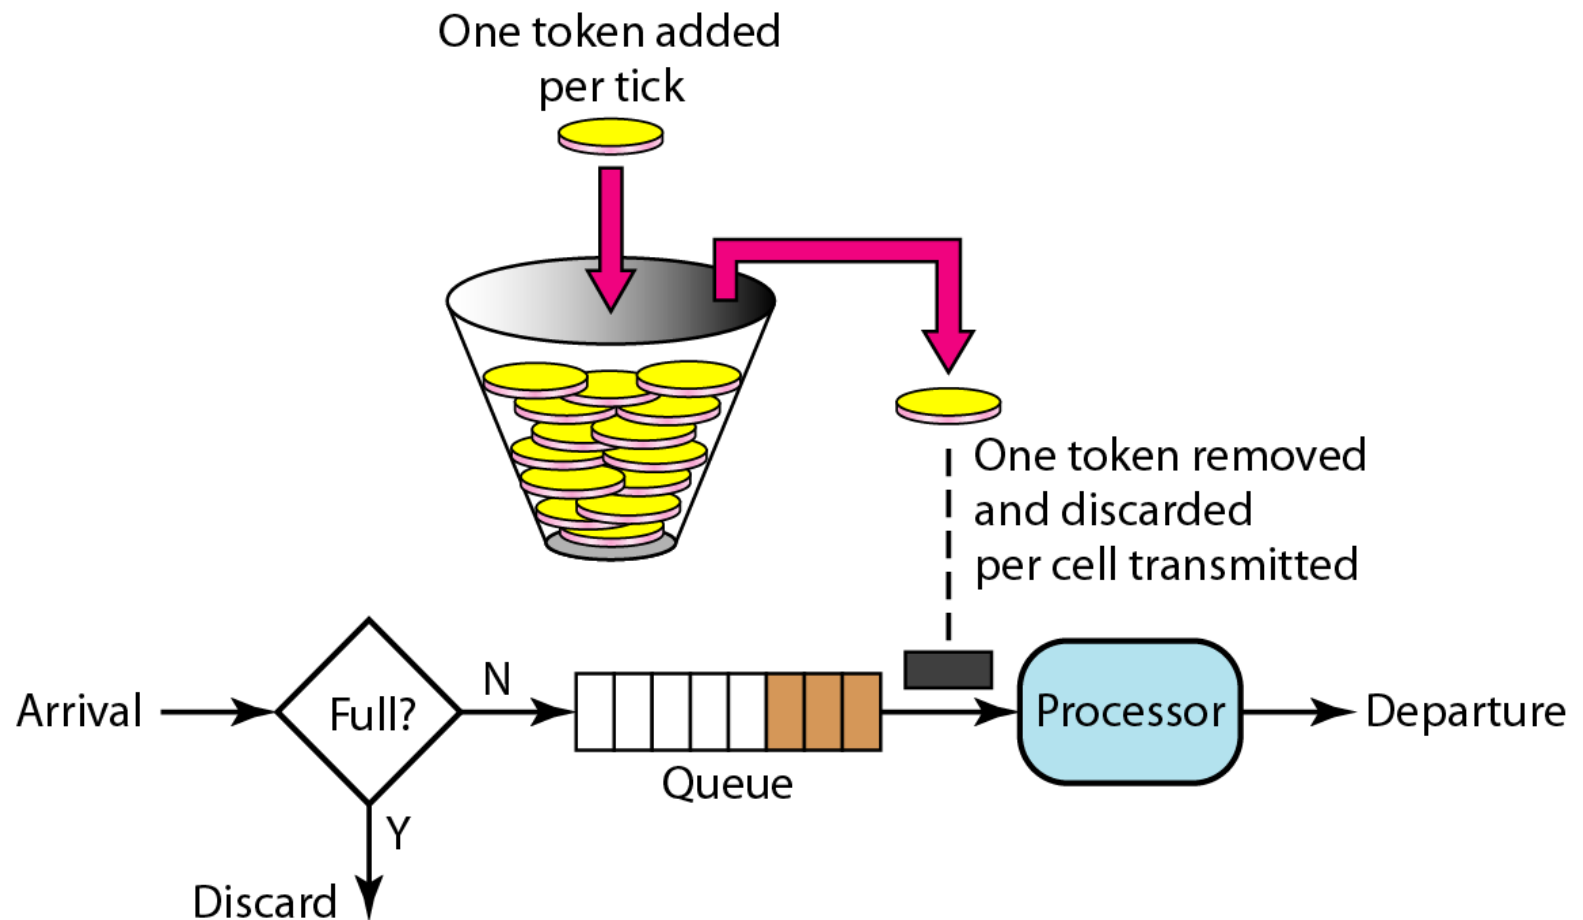 One token added
per tick
One token removed
and discarded
per cell transmitted
Arrival
Full?
N
Queue
Processor
Departure
Y
Discard